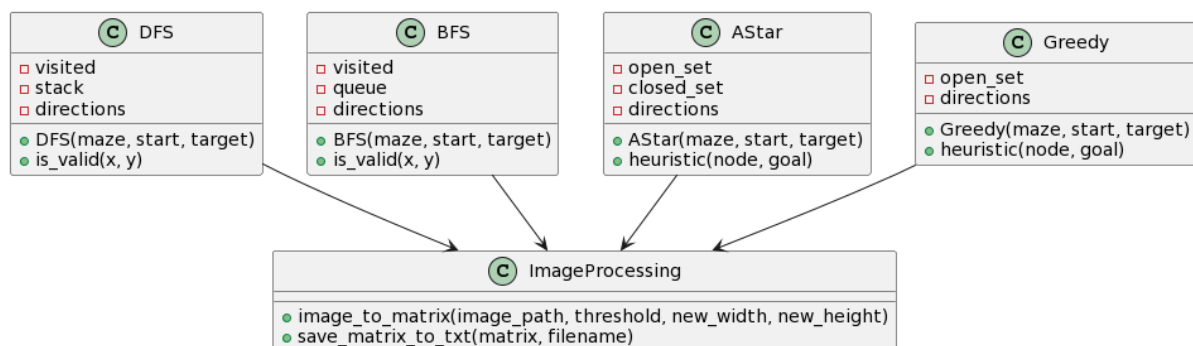 C DFS
visited
stack
directions
DFS(maze, start, target)
is_valid(x, y)
C BFS
visited
queue
directions
BFS(maze, start, target)
is_valid(x, y)
C AStar
open_set
closed_set
directions
AStar(maze, start, target)
heuristic(node, goal)
C Greedy
open_set
directions
Greedy(maze, start, target)
heuristic(node, goal)
C ImageProcessing
image_to_matrix(image_path, threshold, new_width, new_height)
save_matrix_to_txt(matrix, filename)